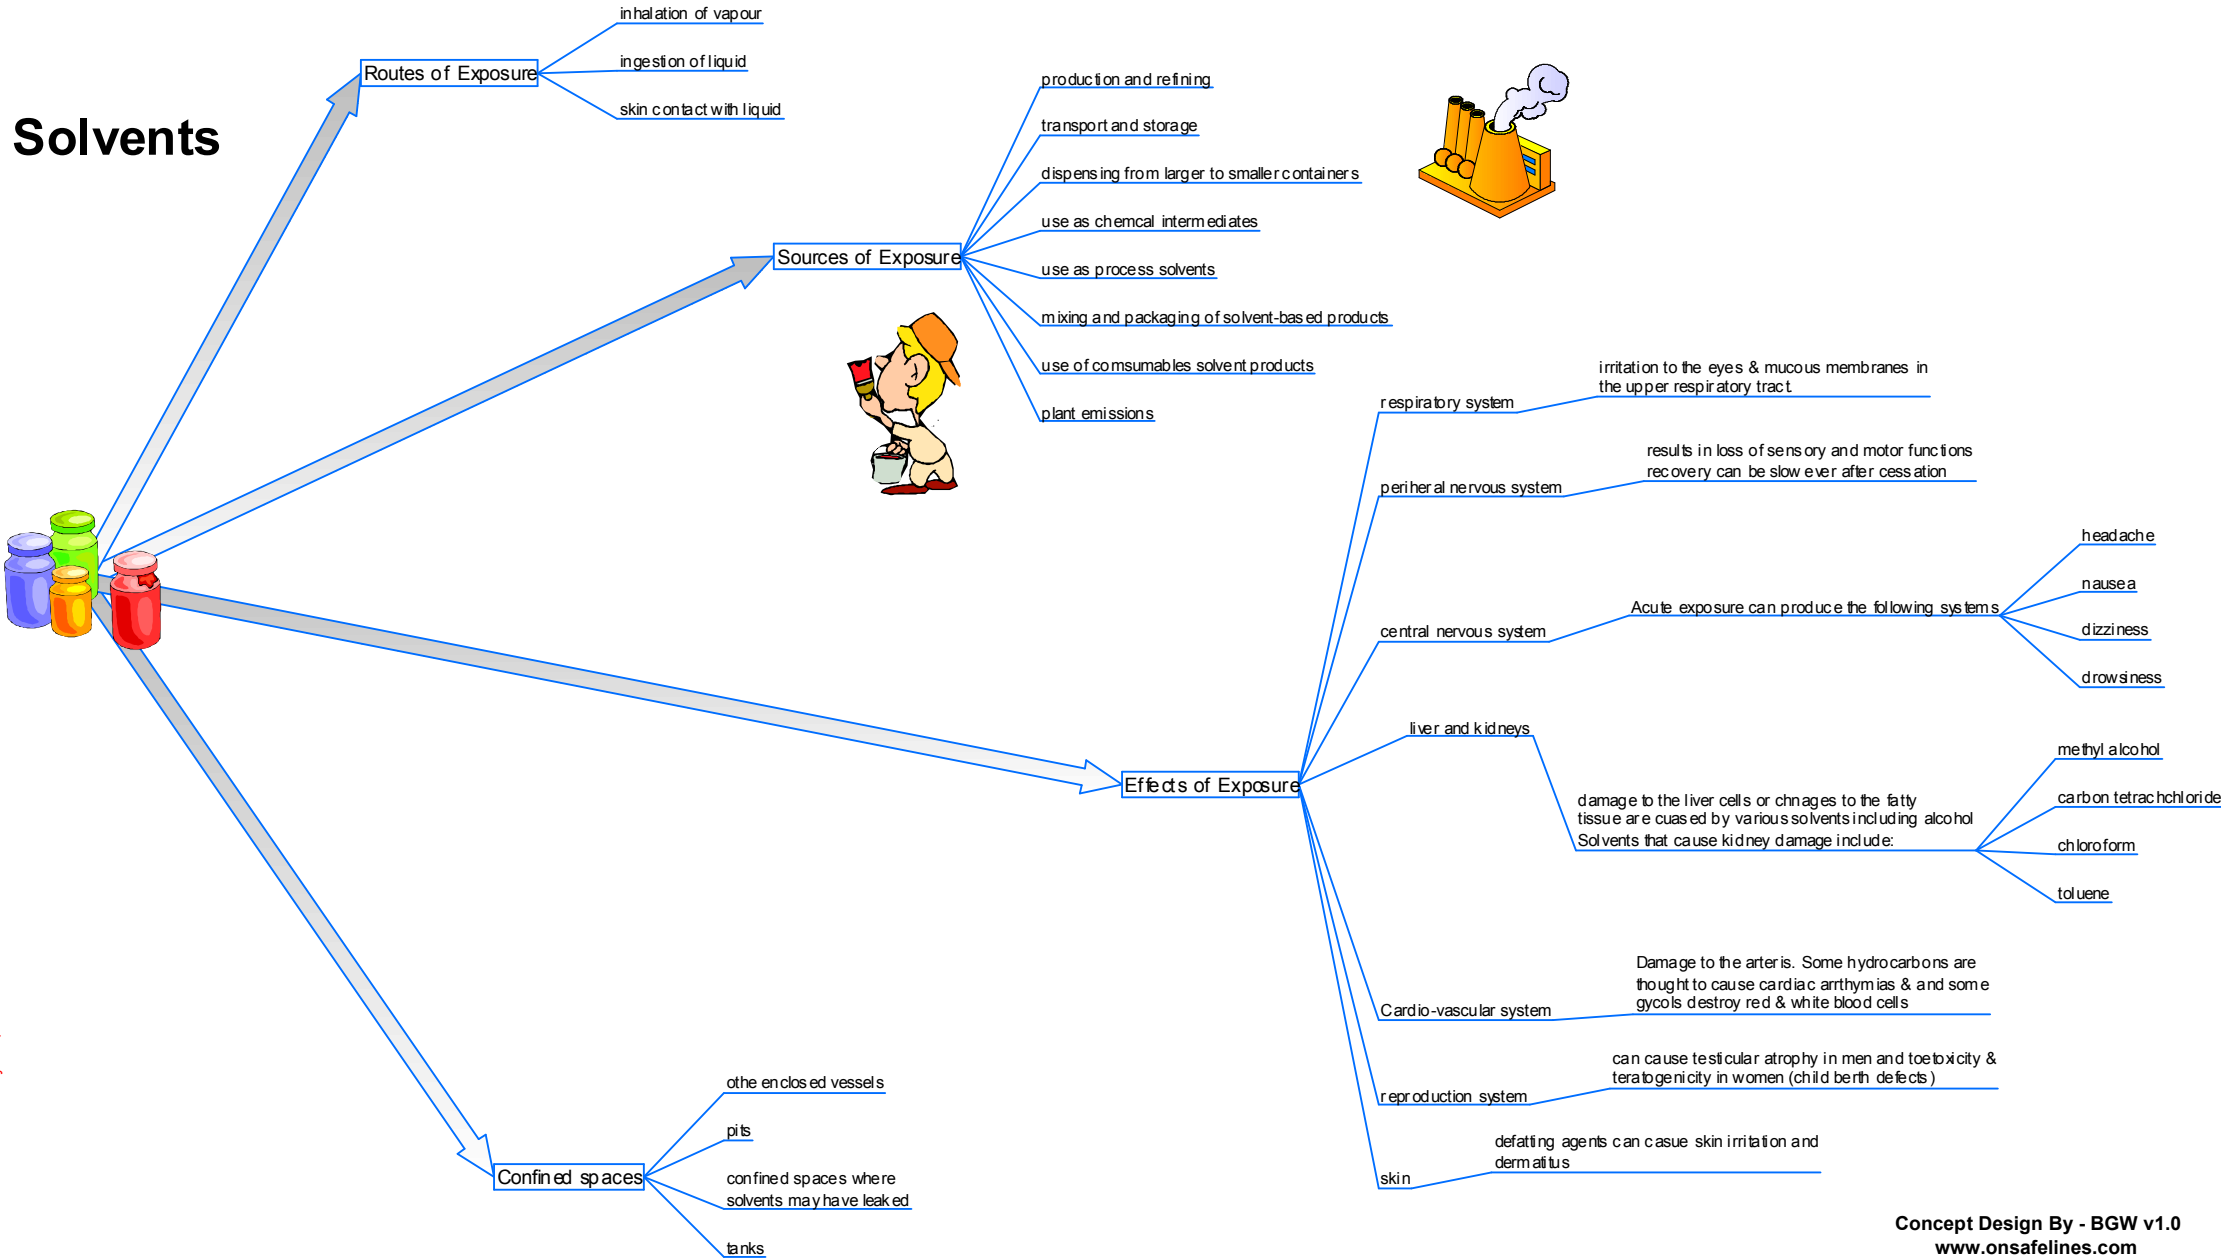 Solvents
Routes of Exposure
inhalation of vapour
ingestion of liquid
skin contact with liquid
Sources of Exposure
production and refining
transport and storage
dispensing from larger to smaller containers
use as chemcal intermediates
use as process solvents
mixing and packaging of solvent-based products
use of comsumables solvent products
plant emissions
Effects of Exposure
respiratory system
irritation to the eyes & mucous membranes in
the upper respiratory tract.
periheral nervous system
results in loss of sensory and motor functions
recovery can be slow ever after cessation
central nervous system
Acute exposure can produce the following systems
headache
nausea
dizziness
drowsiness
liver and kidneys
damage to the liver cells or chnages to the fatty
tissue are cuased by various solvents including alcohol
Solvents that cause kidney damage include:
methyl alcohol
carbon tetrachchloride
chloroform
toluene
Cardio-vascular system
Damage to the arteris. Some hydrocarbons are
thought to cause cardiac arrthymias & and some
gycols destroy red & white blood cells
reproduction system
can cause testicular atrophy in men and toetoxicity &
teratogenicity in women (child berth defects)
skin
defatting agents can casue skin irritation and
dermatitus
Confined spaces
othe enclosed vessels
pits
confined spaces where
solvents may have leaked
tanks
Concept Design By - BGW v1.0
www.onsafelines.com